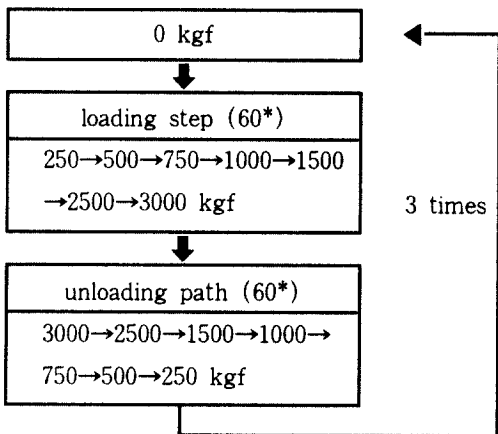 0 kgf
loading step (60*)
250→500→750→1000→1500
→2500→3000 kgf
3 times
unloading path (60*)
3000→2500→1500→1000→
750→500→250 kgf